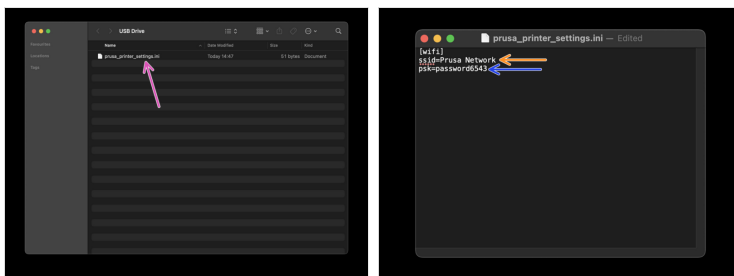 USB Drive
Favourites
Locations
Tags
Name
Date Modified
Size
Kind
prusa_printer_settings.ini
Today 14:47
51 bytes
Document
prusa_printer_settings.ini — Edited
[wifi]
ssid=Prusa Network
psk=password6543